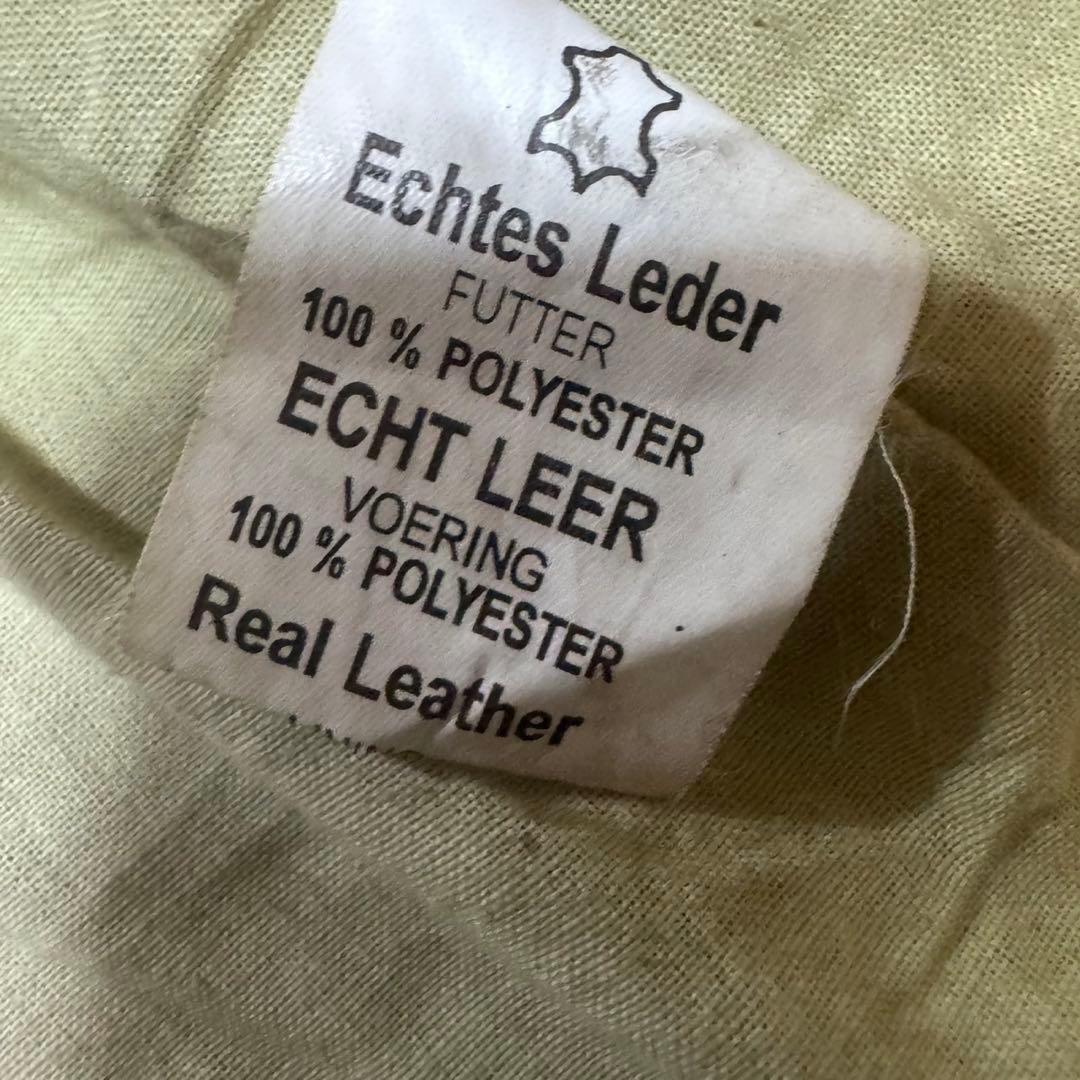 Echtes Leder
FUTTER
100 % POLYESTER
ECHT LEER
VOERING
100 % POLYESTER
Real Leather